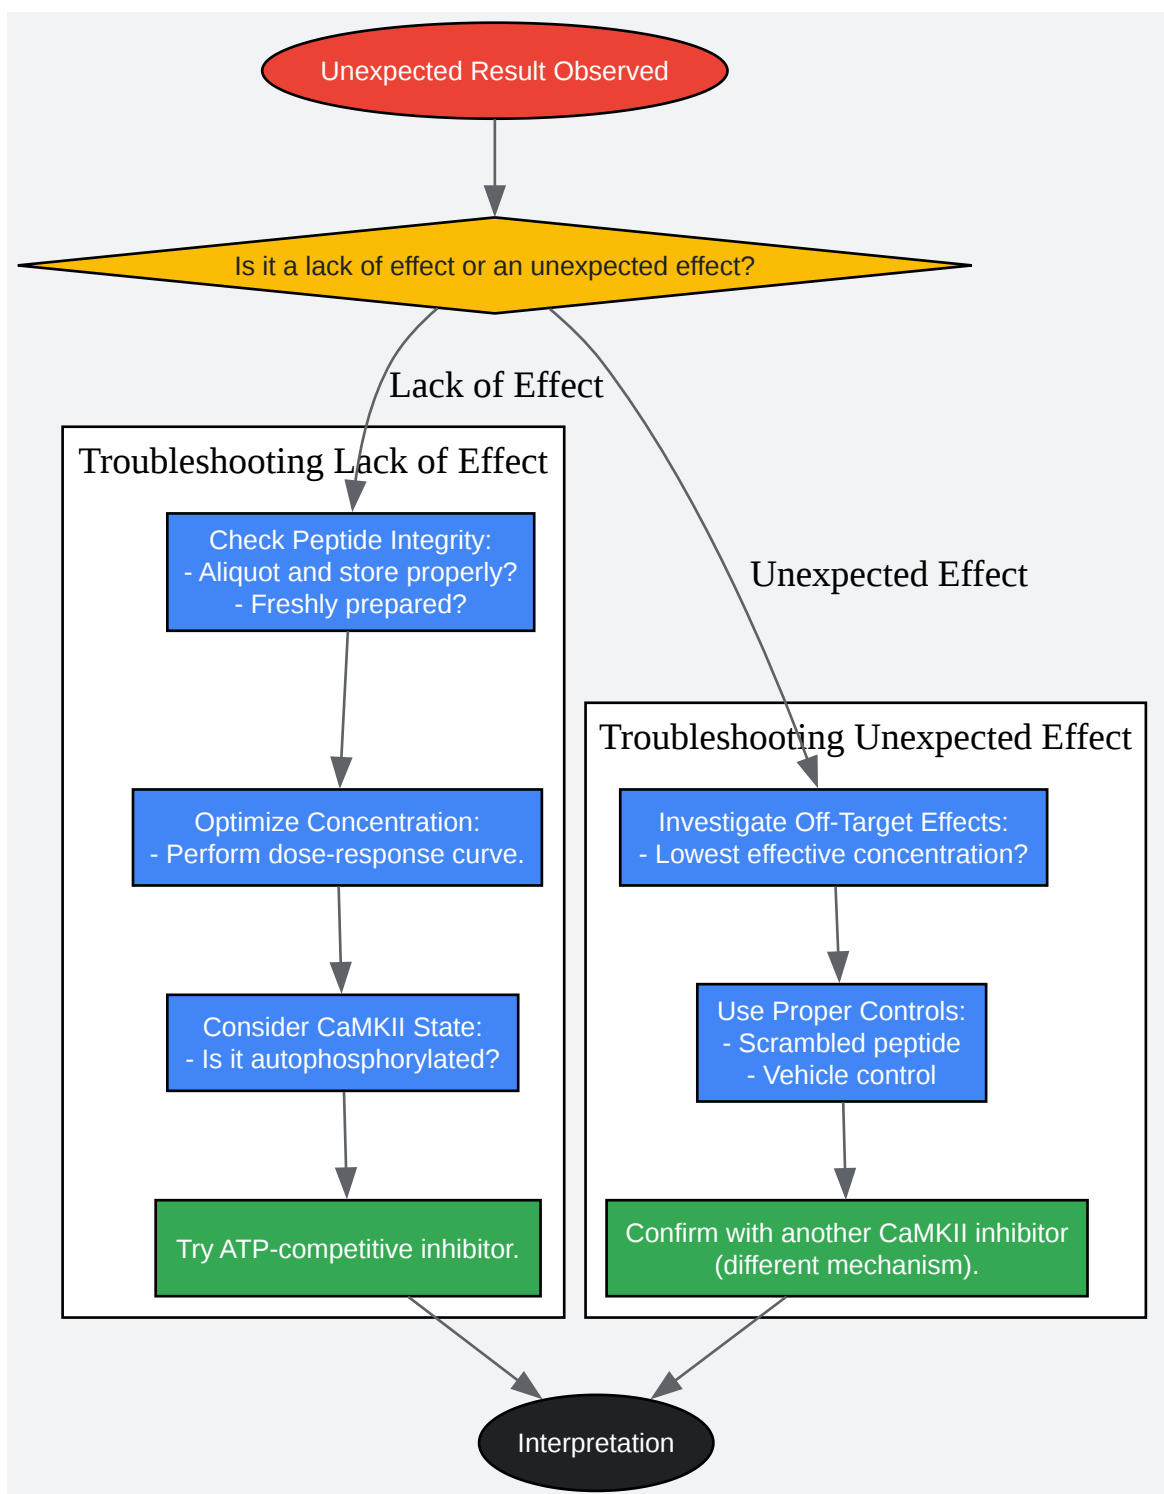 Unexpected Result Observed
Is it a lack of effect or an unexpected effect?
Lack of Effect
Troubleshooting Lack of Effect
Check Peptide Integrity:
- Aliquot and store properly?
- Freshly prepared?
Optimize Concentration:
- Perform dose-response curve.
Consider CaMKII State:
- Is it autophosphorylated?
Try ATP-competitive inhibitor.
Unexpected Effect
Troubleshooting Unexpected Effect
Investigate Off-Target Effects:
- Lowest effective concentration?
Use Proper Controls:
- Scrambled peptide
- Vehicle control
Confirm with another CaMKII inhibitor
(different mechanism).
Interpretation